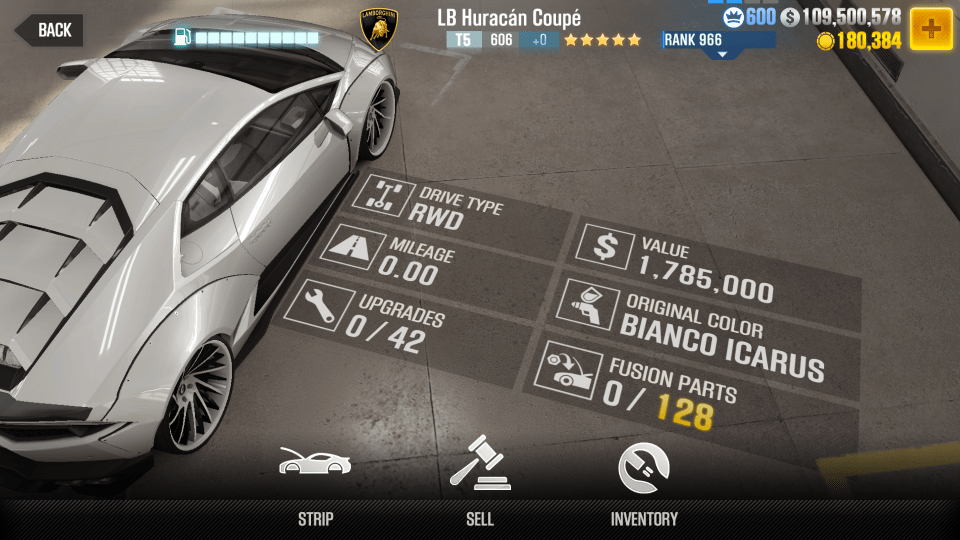 BACK
LAMBORGHINI
LB Huracán Coupé
T5 606 +0
RANK 966
600 109,500,578
180,384
DRIVE TYPE
RWD
MILEAGE
0.00
UPGRADES
0/42
VALUE
1,785,000
ORIGINAL COLOR
BIANCO ICARUS
FUSION PARTS
0/128
STRIP
SELL
INVENTORY